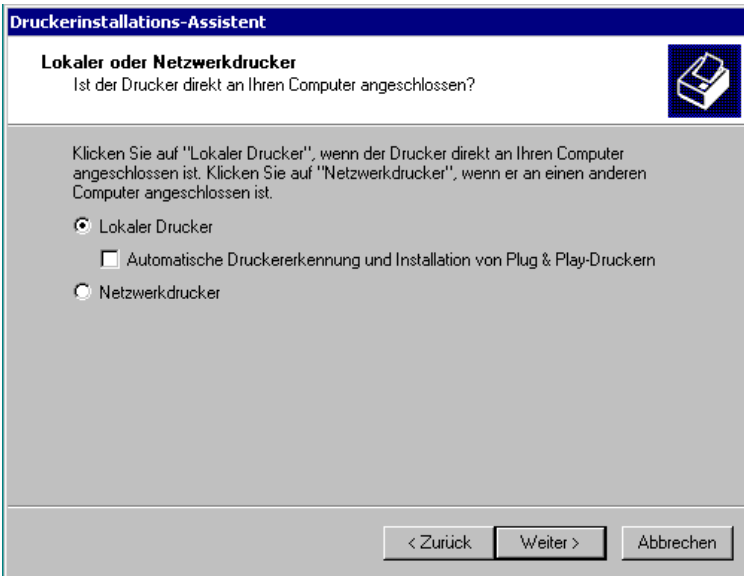 Druckerinstallations-Assistent
Lokaler oder Netzwerkdrucker
Ist der Drucker direkt an Ihren Computer angeschlossen?
Klicken Sie auf "Lokaler Drucker", wenn der Drucker direkt an Ihren Computer
angeschlossen ist. Klicken Sie auf "Netzwerkdrucker", wenn er an einen anderen
Computer angeschlossen ist.
Lokaler Drucker
Automatische Druckererkennung und Installation von Plug & Play-Druckern
Netzwerkdrucker
< Zurück Weiter > Abbrechen